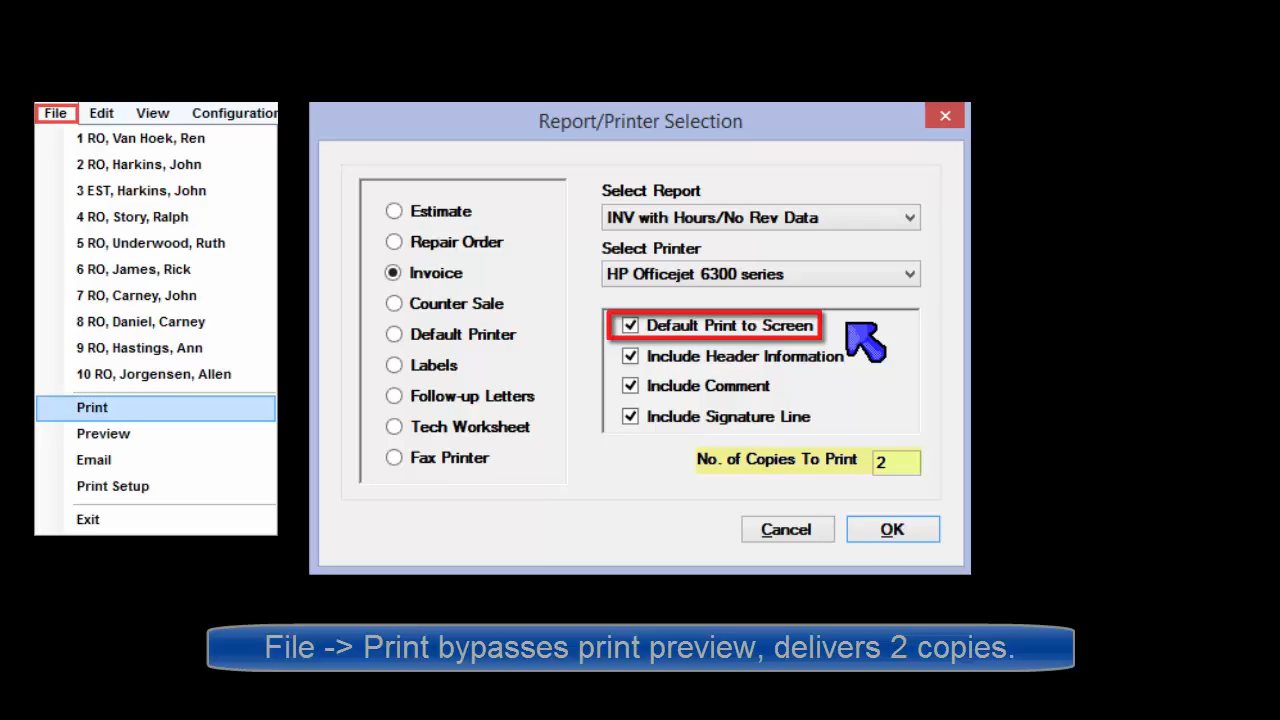 File Edit View Configuration
1 RO, Van Hoek, Ren
2 RO, Harkins, John
3 EST, Harkins, John
4 RO, Story, Ralph
5 RO, Underwood, Ruth
6 RO, James, Rick
7 RO, Carney, John
8 RO, Daniel, Carney
9 RO, Hastings, Ann
10 RO, Jorgensen, Allen
Print
Preview
Email
Print Setup
Exit
Report/Printer Selection
Estimate
Repair Order
Invoice
Counter Sale
Default Printer
Labels
Follow-up Letters
Tech Worksheet
Fax Printer
Select Report
INV with Hours/No Rev Data
Select Printer
HP Officejet 6300 series
Default Print to Screen
Include Header Information
Include Comment
Include Signature Line
No. of Copies To Print 2
Cancel OK
File -> Print bypasses print preview, delivers 2 copies.